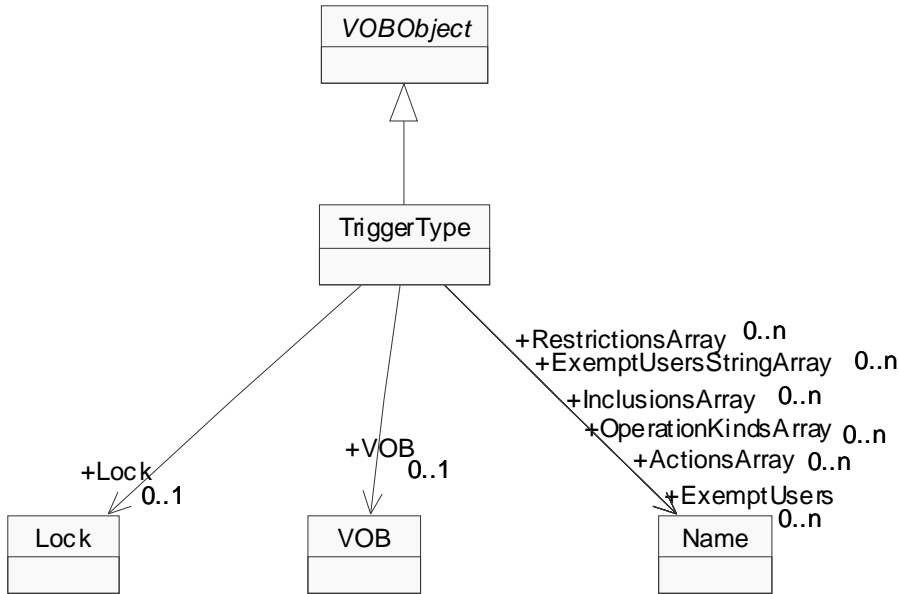 VOBObject
TriggerType
+RestrictionsArray 0..n
+ExemptUsersStringArray 0..n
+InclusionsArray 0..n
+OperationKindsArray 0..n
+VOB
0..1
+ActionsArray 0..n
+Lock
0..1
+ExemptUsers
0..n
Lock
VOB
Name